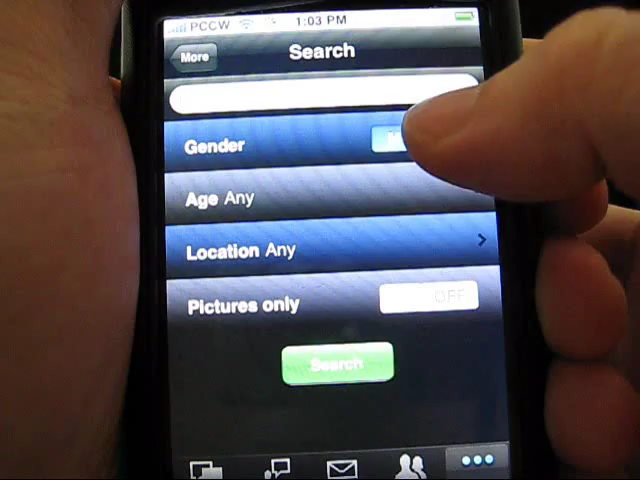 PCCW 1:03 PM
More Search
Gender
Age Any
Location Any
Pictures only OFF
Search